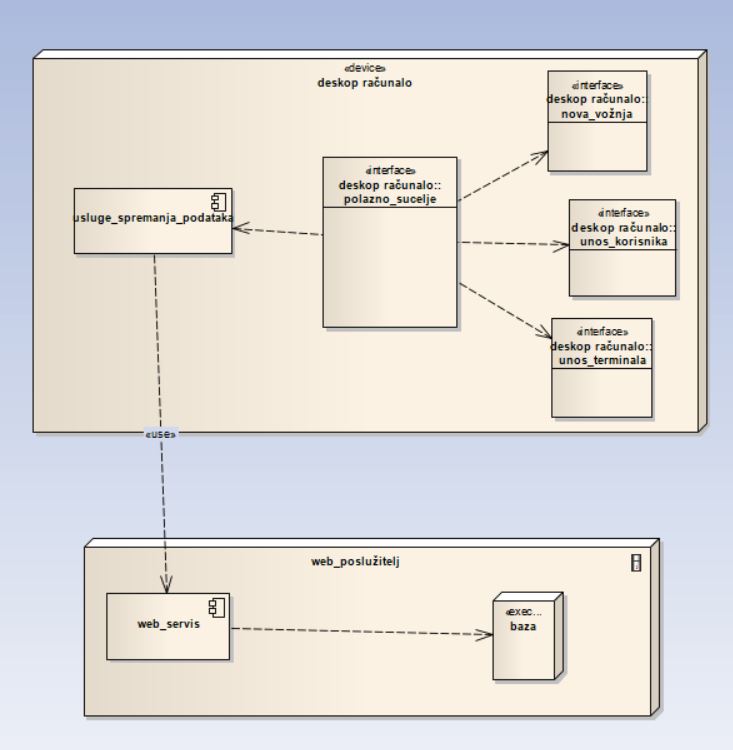 «device»
deskop računalo
«interface»
deskop računalo::
nova_vožnja
«interface»
deskop računalo::
polazno_sucelje
usluge_spremanja_podataka
«interface»
deskop računalo::
unos_korisnika
«interface»
deskop računalo::
unos_terminala
«use»
web_poslužitelj
web_servis
«exec...
baza